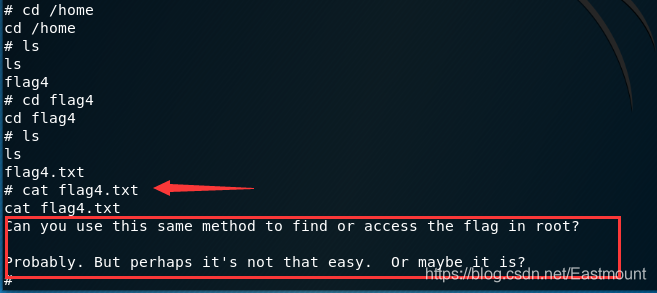 # cd /home
cd /home
# ls
ls
flag4
# cd flag4
cd flag4
# ls
ls
flag4.txt
# cat flag4.txt
cat flag4.txt
Can you use this same method to find or access the flag in root?
Probably. But perhaps it's not that easy.  Or maybe it is?
https://blog.csdn.net/Eastmount
#